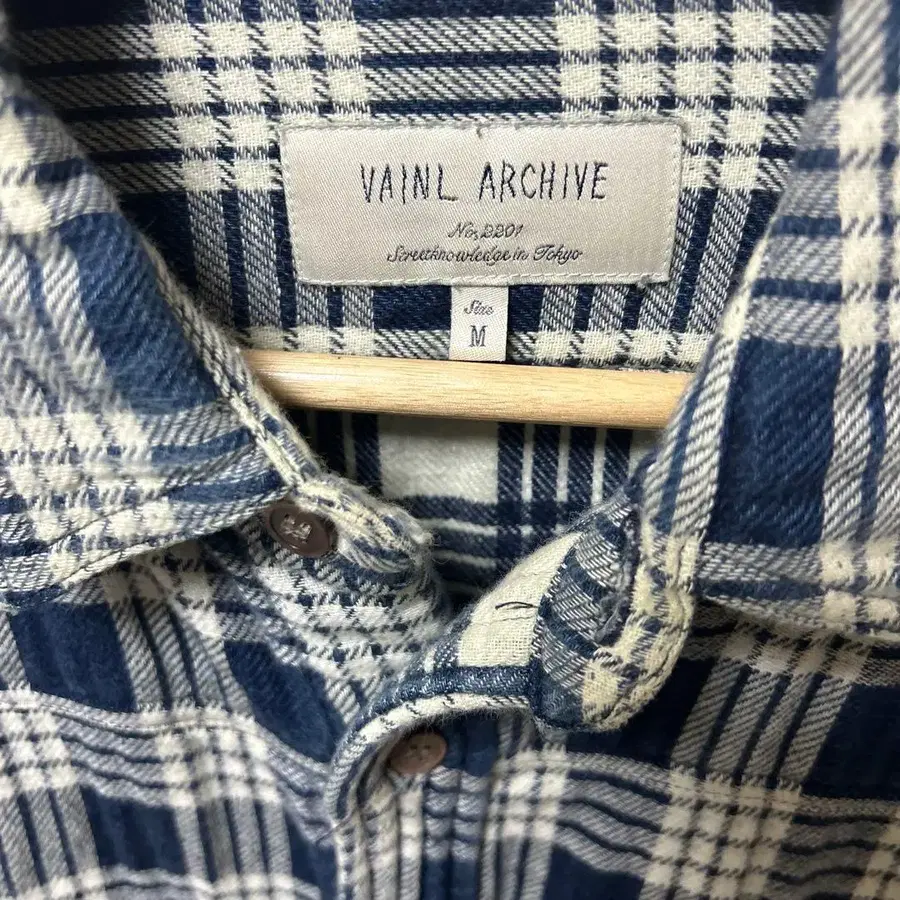 VAINL ARCHIVE
No, 2201
Streetknowledge in Tokyo
Size
M